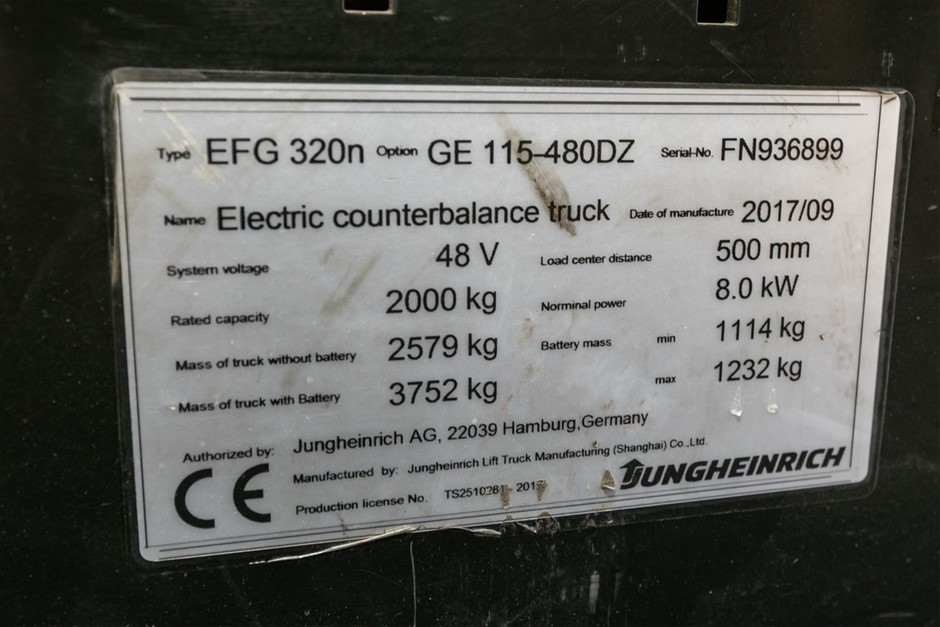 Type EFG 320n Option GE 115-480DZ Serial-No. FN936899
Name Electric counterbalance truck Date of manufacture 2017/09
System voltage 48 V Load center distance 500 mm
Rated capacity 2000 kg Norminal power 8.0 kW
Mass of truck without battery 2579 kg Battery mass min 1114 kg
Mass of truck with Battery 3752 kg max 1232 kg
Authorized by: Jungheinrich AG, 22039 Hamburg,Germany
Manufactured by: Jungheinrich Lift Truck Manufacturing (Shanghai) Co.,Ltd.
CE Production license No. JUNGHEINRICH